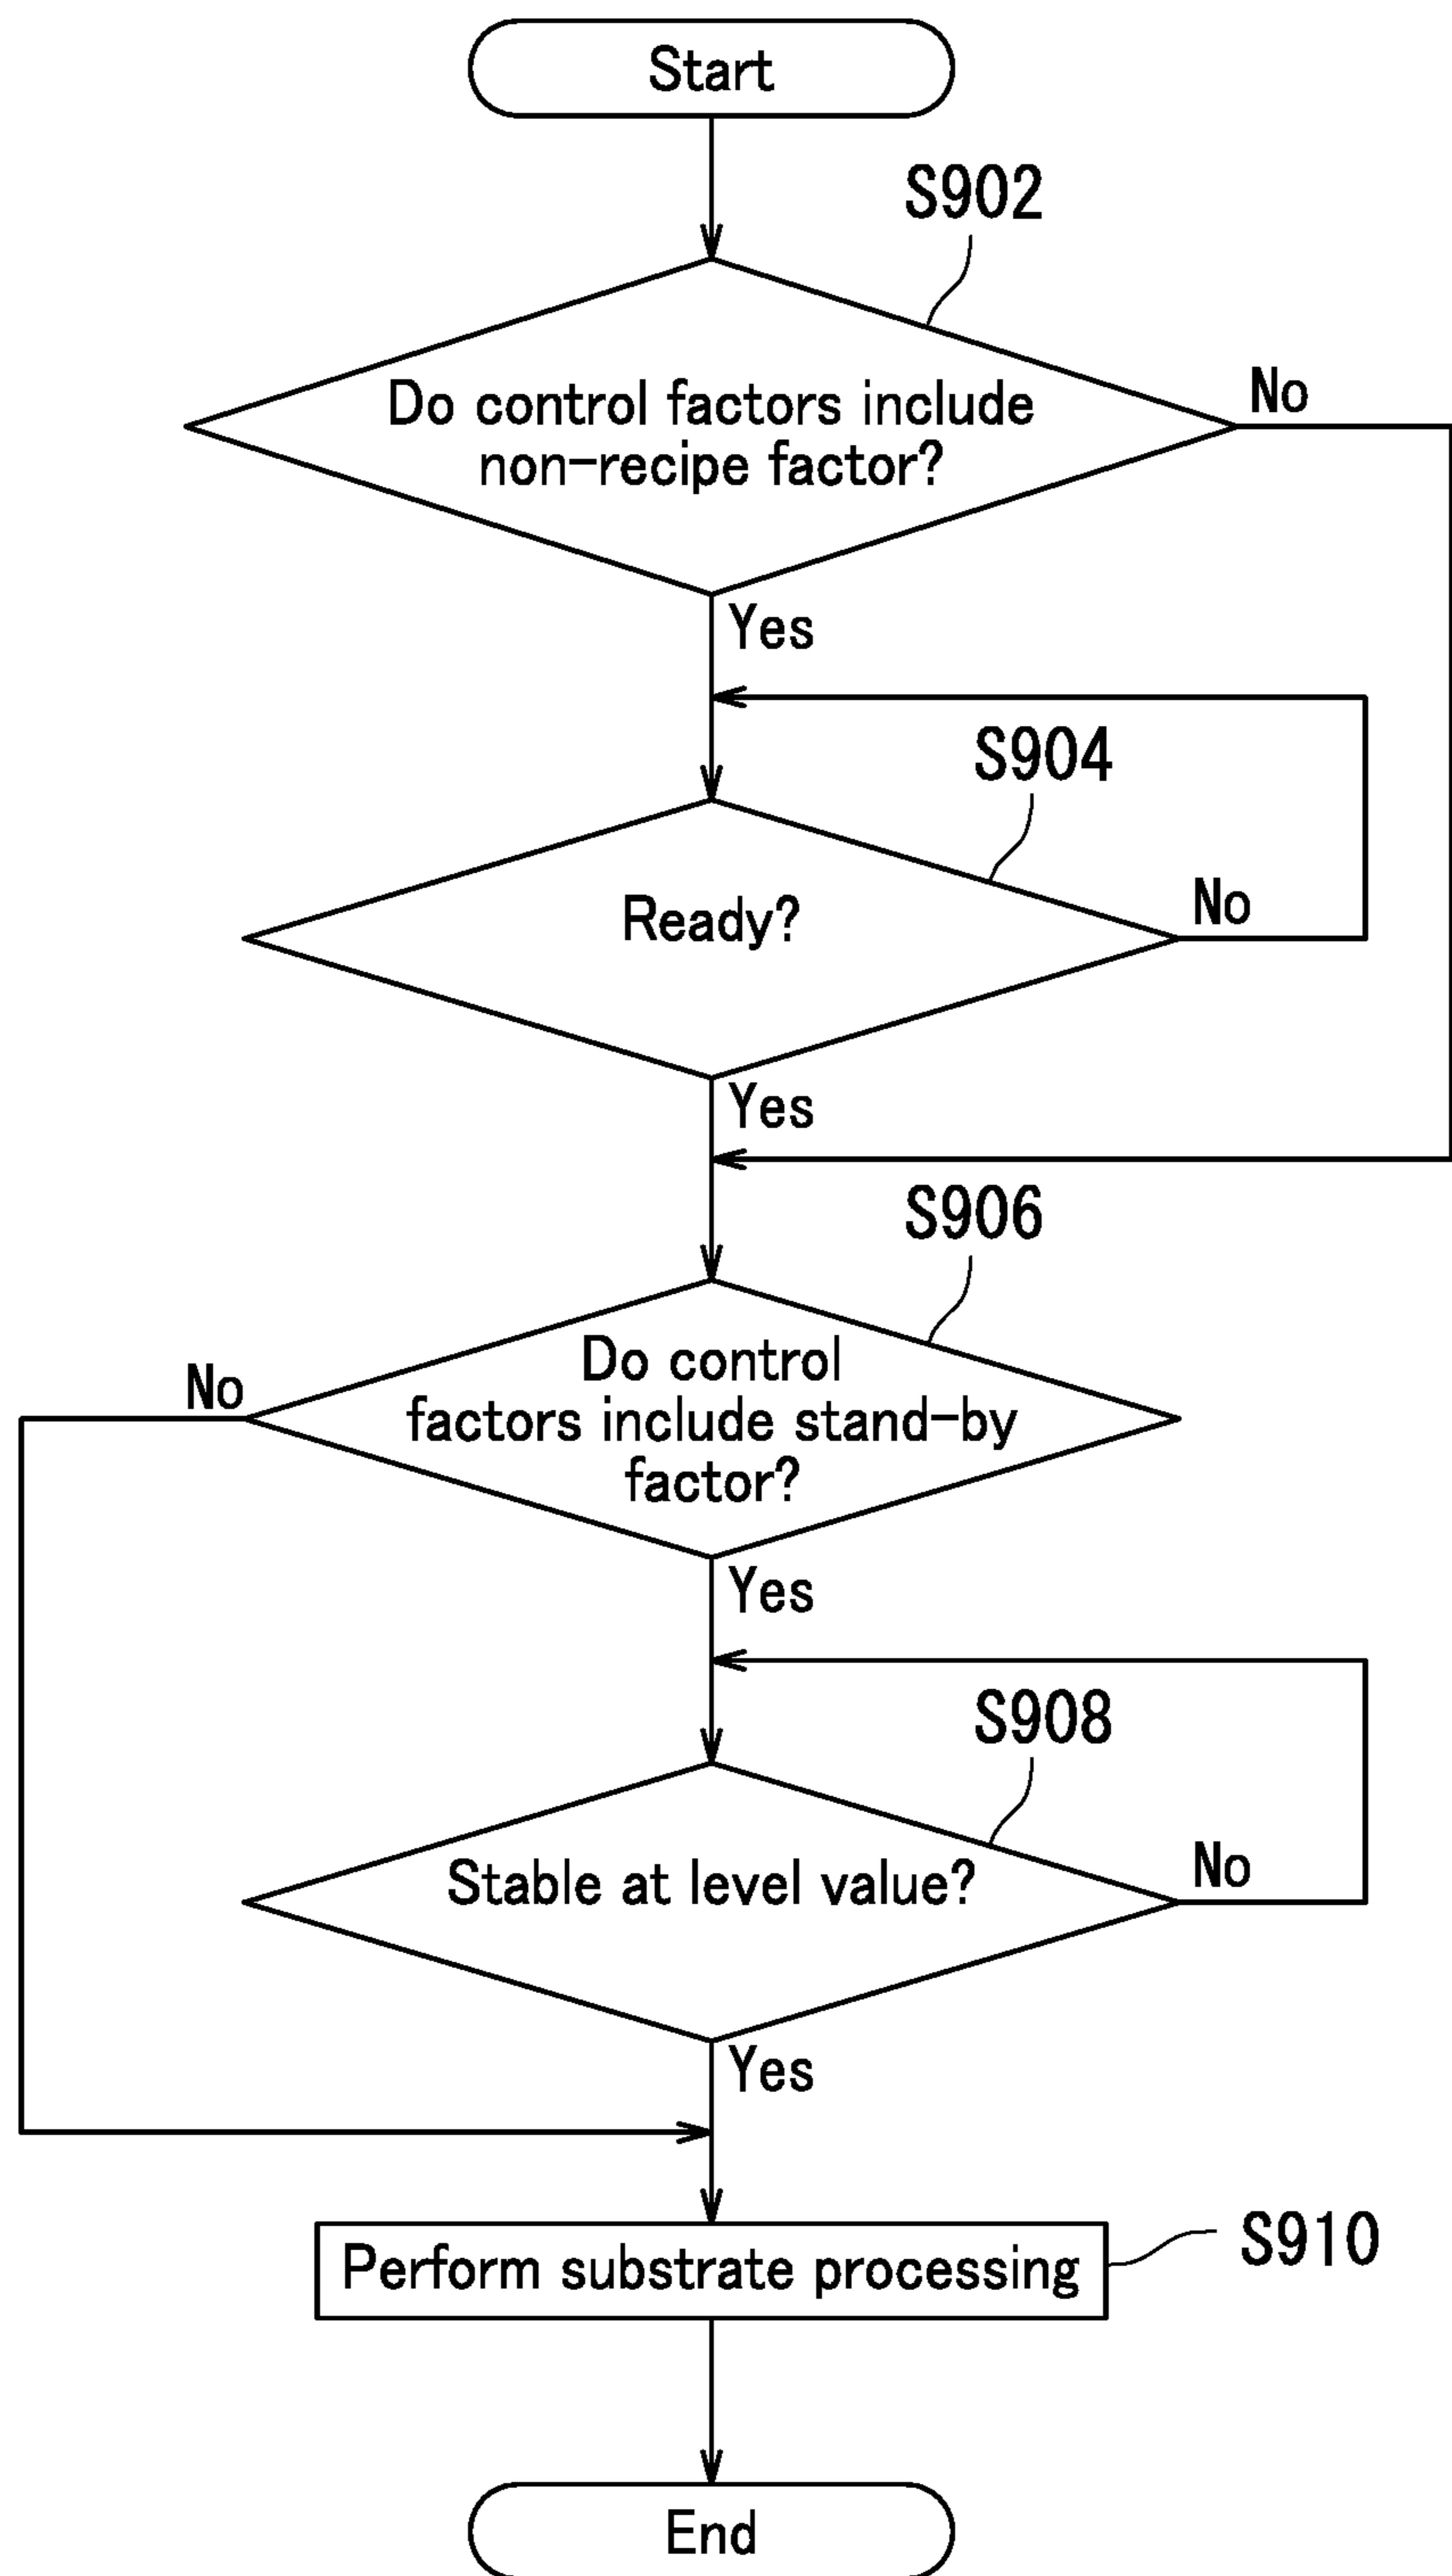 Start
S902
Do control factors include
non-recipe factor?
No
Yes
S904
Ready?
No
Yes
S906
Do control
factors include stand-by
factor?
No
Yes
S908
Stable at level value?
No
Yes
Perform substrate processing
S910
End